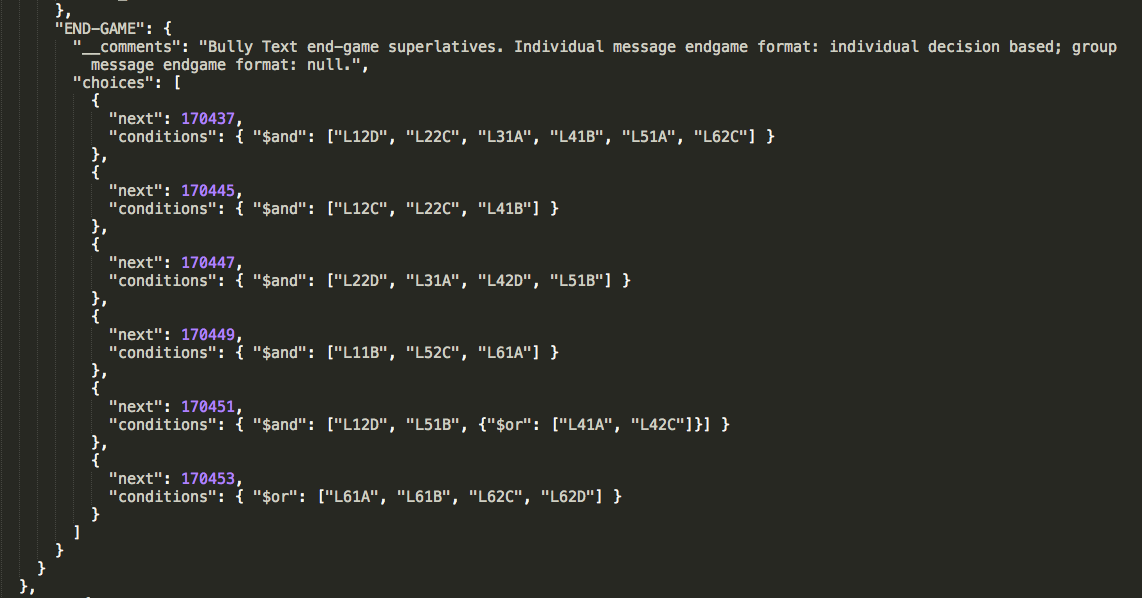 },
"END-GAME": {
"__comments": "Bully Text end-game superlatives. Individual message endgame format: individual decision based; group
message endgame format: null.",
"choices": [
{
"next": 170437,
"conditions": { "$and": ["L12D", "L22C", "L31A", "L41B", "L51A", "L62C"] }
},
{
"next": 170445,
"conditions": { "$and": ["L12C", "L22C", "L41B"] }
},
{
"next": 170447,
"conditions": { "$and": ["L22D", "L31A", "L42D", "L51B"] }
},
{
"next": 170449,
"conditions": { "$and": ["L11B", "L52C", "L61A"] }
},
{
"next": 170451,
"conditions": { "$and": ["L12D", "L51B", {"$or": ["L41A", "L42C"]}] }
},
{
"next": 170453,
"conditions": { "$or": ["L61A", "L61B", "L62C", "L62D"] }
}
]
}
}
},